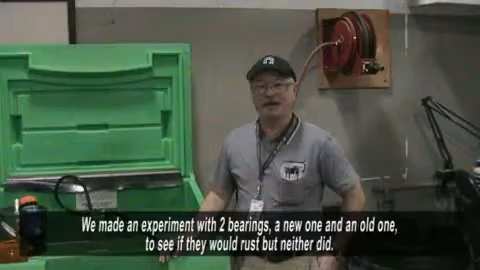 We made an experiment with 2 bearings, a new one and an old one,
to see if they would rust but neither did.